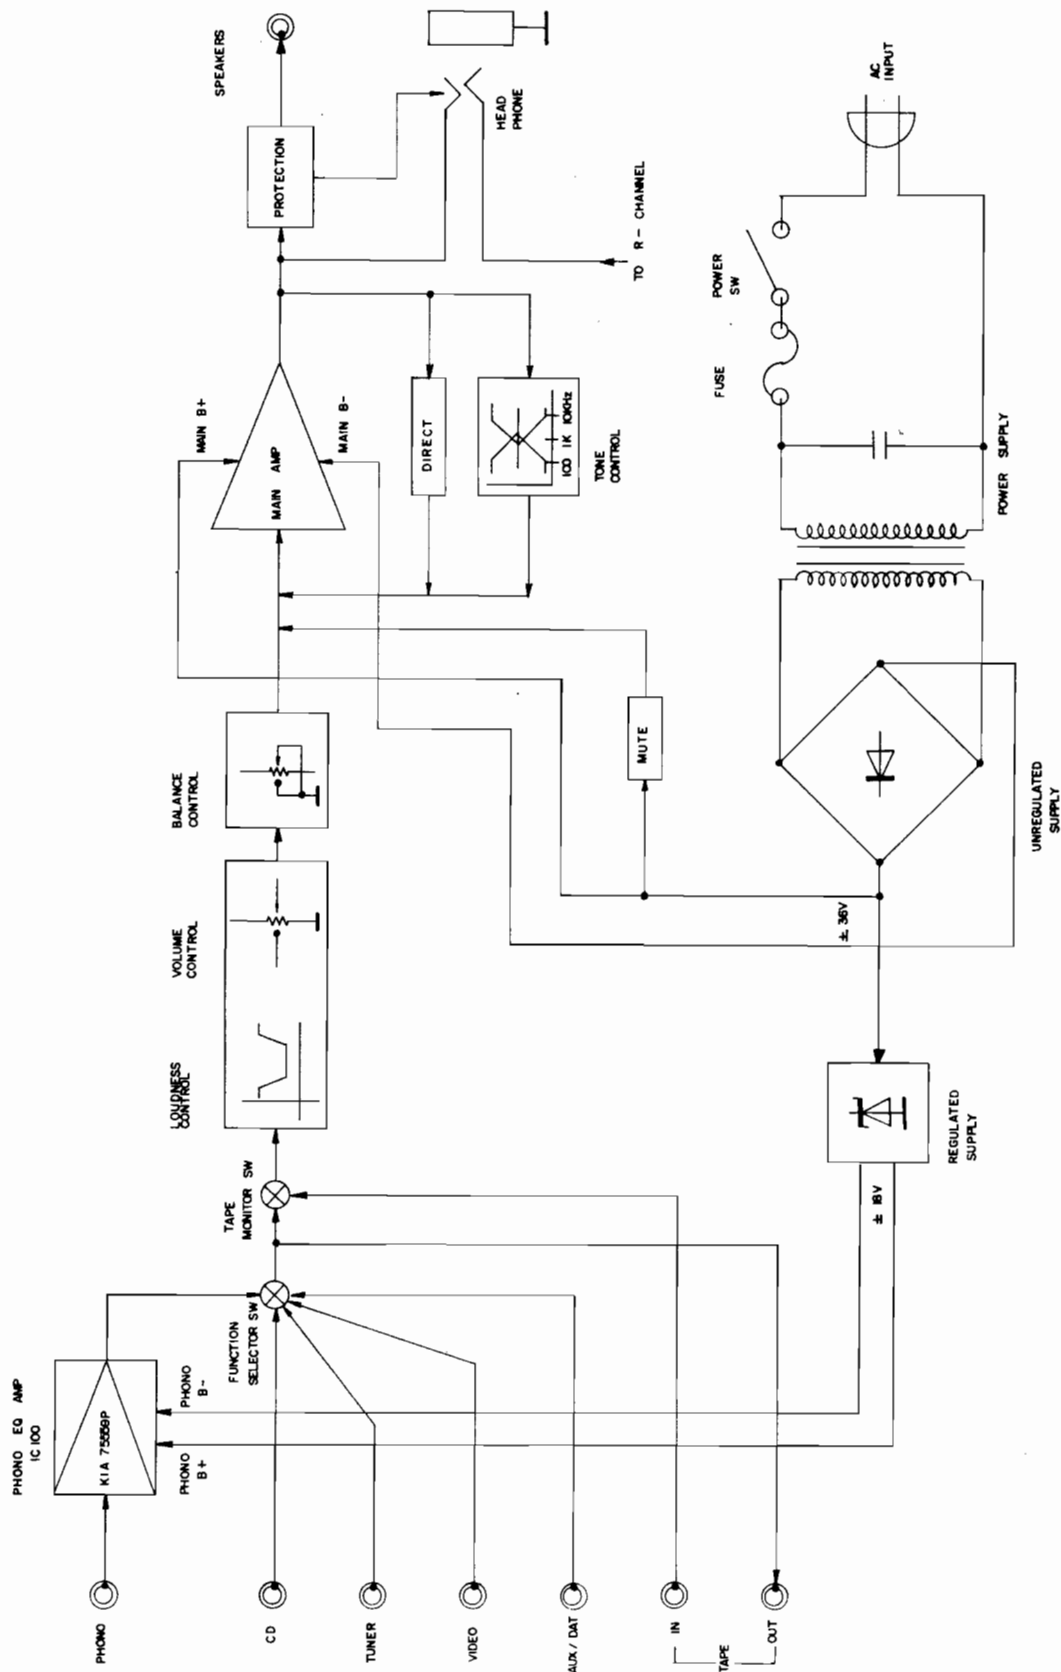 PHONO
PHONO EQ AMP
IC 100
KIA 75559P
PHONO
B+
PHONO
B-
FUNCTION
SELECTOR SW
TAPE
MONITOR SW
LOUDNESS
CONTROL
VOLUME
CONTROL
BALANCE
CONTROL
MAIN B+
MAIN AMP
MAIN B-
PROTECTION
SPEAKERS
HEAD
PHONE
TO R- CHANNEL
DIRECT
100 1K 10KHz
TONE
CONTROL
MUTE
CD
TUNER
VIDEO
AUX/DAT
IN
TAPE
OUT
± 18V
REGULATED
SUPPLY
± 36V
UNREGULATED
SUPPLY
POWER SUPPLY
FUSE
POWER
SW
AC
INPUT